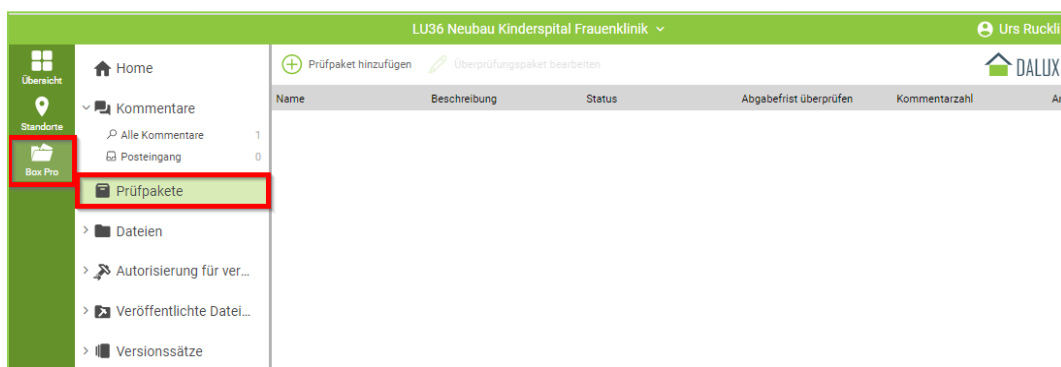 LU36 Neubau Kinderspital Frauenklinik
Urs Ruckli
Übersicht
Standorte
Box Pro
Home
Kommentare
Alle Kommentare 1
Posteingang 0
Prüfpakete
Dateien
Autorisierung für ver...
Veröffentlichte Datei...
Versionssätze
Prüfpaket hinzufügen Überprüfungspaket bearbeiten
DALUX
Name Beschreibung Status Abgabefrist überprüfen Kommentarzahl